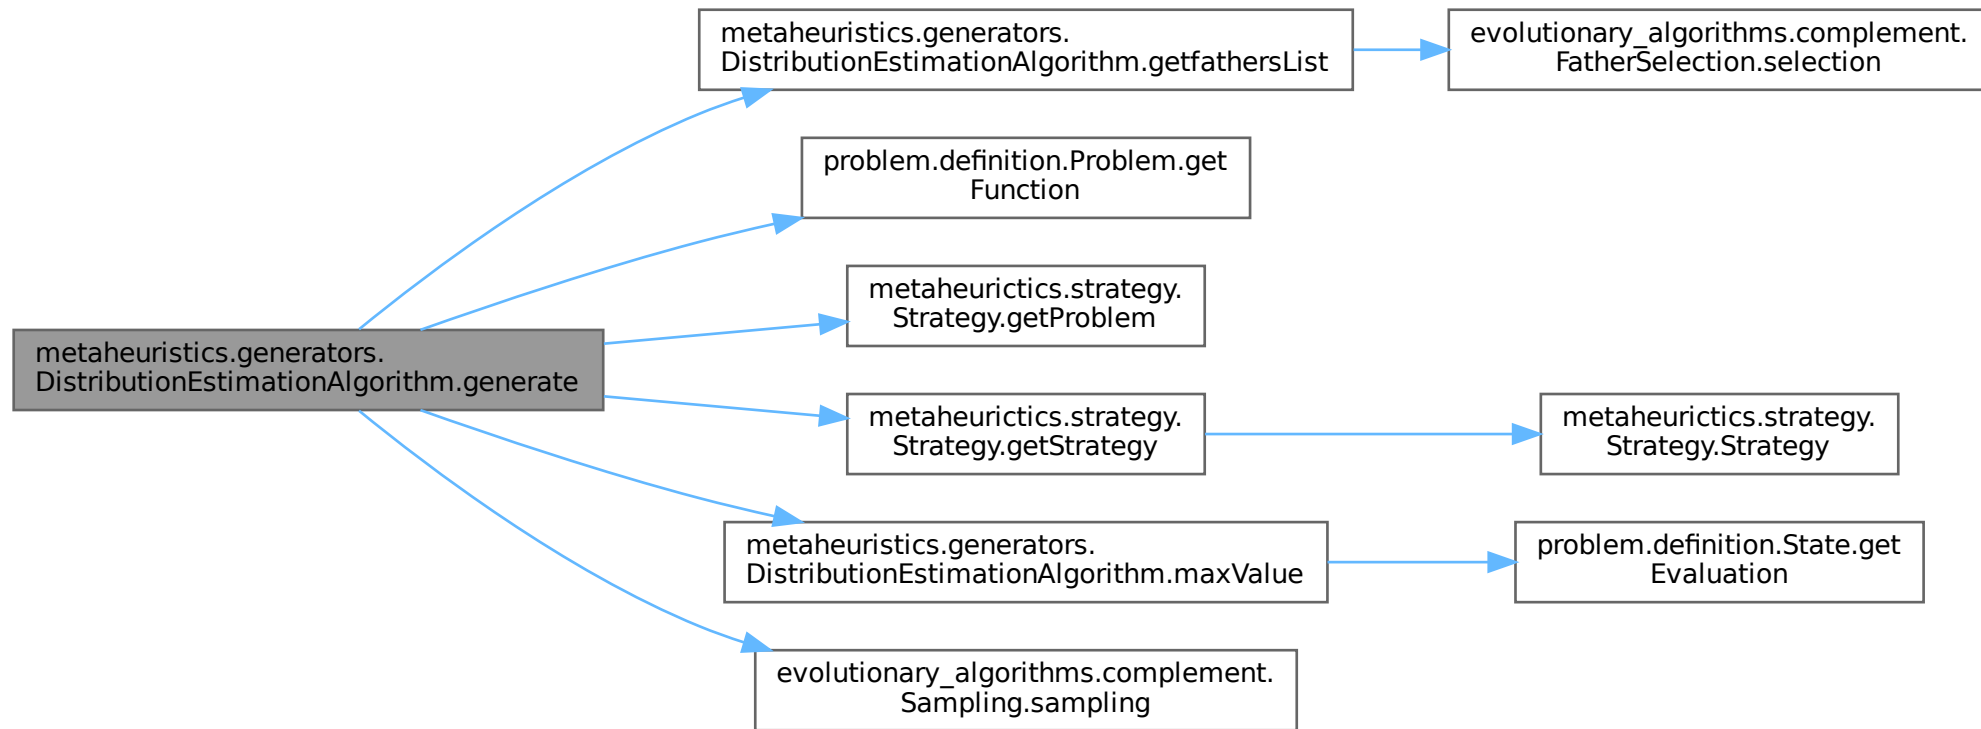 metaheuristics.generators.
DistributionEstimationAlgorithm.generate
metaheuristics.generators.
DistributionEstimationAlgorithm.getfathersList
evolutionary_algorithms.complement.
FatherSelection.selection
problem.definition.Problem.get
Function
metaheurictics.strategy.
Strategy.getProblem
metaheurictics.strategy.
Strategy.getStrategy
metaheurictics.strategy.
Strategy.Strategy
metaheuristics.generators.
DistributionEstimationAlgorithm.maxValue
problem.definition.State.get
Evaluation
evolutionary_algorithms.complement.
Sampling.sampling